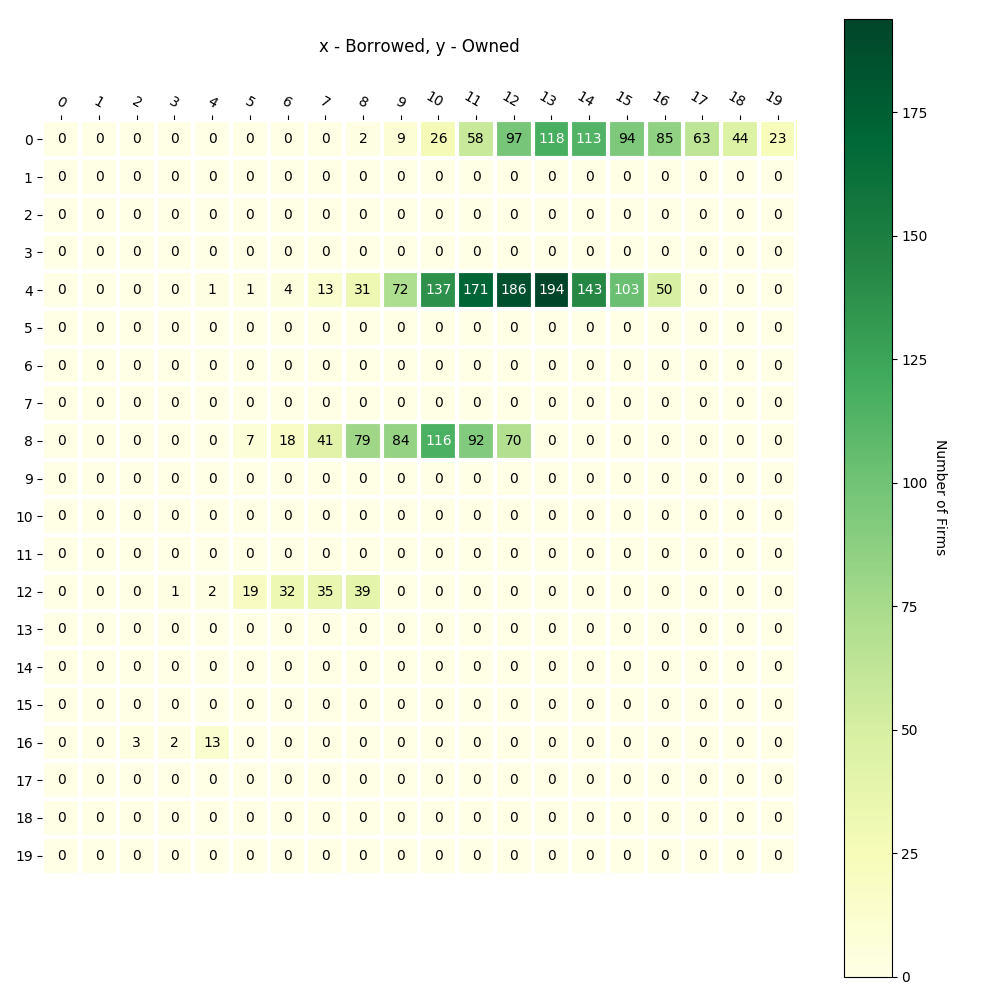 x - Borrowed, y - Owned
0 1 2 3 4 5 6 7 8 9 10 11 12 13 14 15 16 17 18 19
0 0 0 0 0 0 0 0 0 2 9 26 58 97 118 113 94 85 63 44 23
1 0 0 0 0 0 0 0 0 0 0 0 0 0 0 0 0 0 0 0 0
2 0 0 0 0 0 0 0 0 0 0 0 0 0 0 0 0 0 0 0 0
3 0 0 0 0 0 0 0 0 0 0 0 0 0 0 0 0 0 0 0 0
4 0 0 0 0 1 1 4 13 31 72 137 171 186 194 143 103 50 0 0 0
5 0 0 0 0 0 0 0 0 0 0 0 0 0 0 0 0 0 0 0 0
6 0 0 0 0 0 0 0 0 0 0 0 0 0 0 0 0 0 0 0 0
7 0 0 0 0 0 0 0 0 0 0 0 0 0 0 0 0 0 0 0 0
8 0 0 0 0 0 7 18 41 79 84 116 92 70 0 0 0 0 0 0 0
9 0 0 0 0 0 0 0 0 0 0 0 0 0 0 0 0 0 0 0 0
10 0 0 0 0 0 0 0 0 0 0 0 0 0 0 0 0 0 0 0 0
11 0 0 0 0 0 0 0 0 0 0 0 0 0 0 0 0 0 0 0 0
12 0 0 0 1 2 19 32 35 39 0 0 0 0 0 0 0 0 0 0 0
13 0 0 0 0 0 0 0 0 0 0 0 0 0 0 0 0 0 0 0 0
14 0 0 0 0 0 0 0 0 0 0 0 0 0 0 0 0 0 0 0 0
15 0 0 0 0 0 0 0 0 0 0 0 0 0 0 0 0 0 0 0 0
16 0 0 3 2 13 0 0 0 0 0 0 0 0 0 0 0 0 0 0 0
17 0 0 0 0 0 0 0 0 0 0 0 0 0 0 0 0 0 0 0 0
18 0 0 0 0 0 0 0 0 0 0 0 0 0 0 0 0 0 0 0 0
19 0 0 0 0 0 0 0 0 0 0 0 0 0 0 0 0 0 0 0 0
175
150
125
100
75
50
25
0
Number of Firms